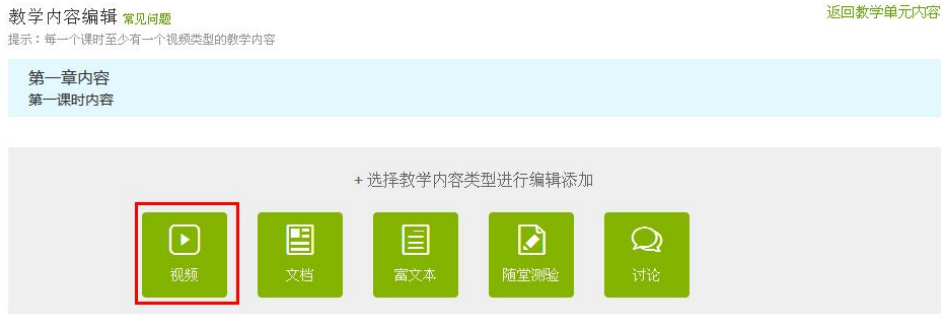 教学内容编辑 常见问题
返回教学单元内容
提示：每一个课时至少有一个视频类型的教学内容
第一章内容
第一课时内容
+ 选择教学内容类型进行编辑添加
视频 文档 富文本 随堂测验 讨论